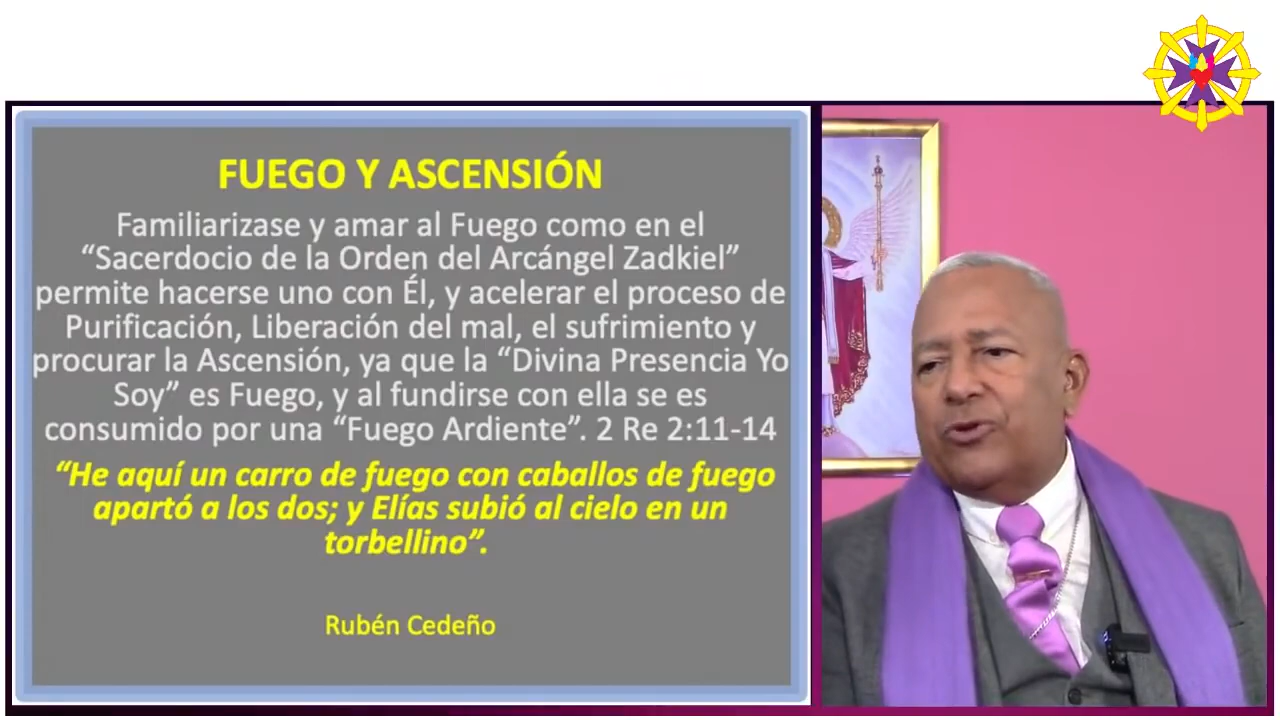 FUEGO Y ASCENSIÓN
Familiarizase y amar al Fuego como en el
“Sacerdocio de la Orden del Arcángel Zadkiel”
permite hacerse uno con Él, y acelerar el proceso de
Purificación, Liberación del mal, el sufrimiento y
procurar la Ascensión, ya que la “Divina Presencia Yo
Soy” es Fuego, y al fundirse con ella se es
consumido por una “Fuego Ardiente”. 2 Re 2:11-14
“He aquí un carro de fuego con caballos de fuego
apartó a los dos; y Elías subió al cielo en un
torbellino”.
Rubén Cedeño